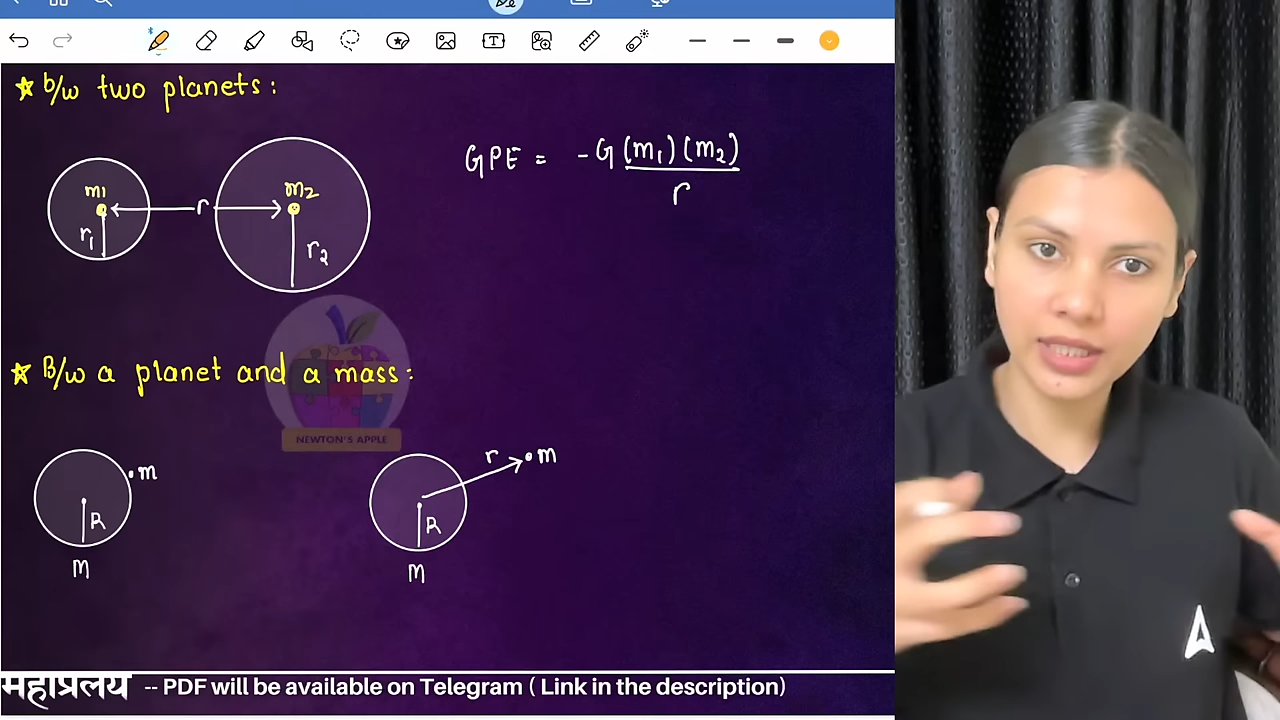 ★ b/w two planets:
GPE = -G (m₁) (m₂)
r
m₁
r
m₂
r₁
r₂
★ B/w a planet and a mass:
NEWTON'S APPLE
m
R
M
r
m
R
M
महाप्रलय -- PDF will be available on Telegram ( Link in the description)